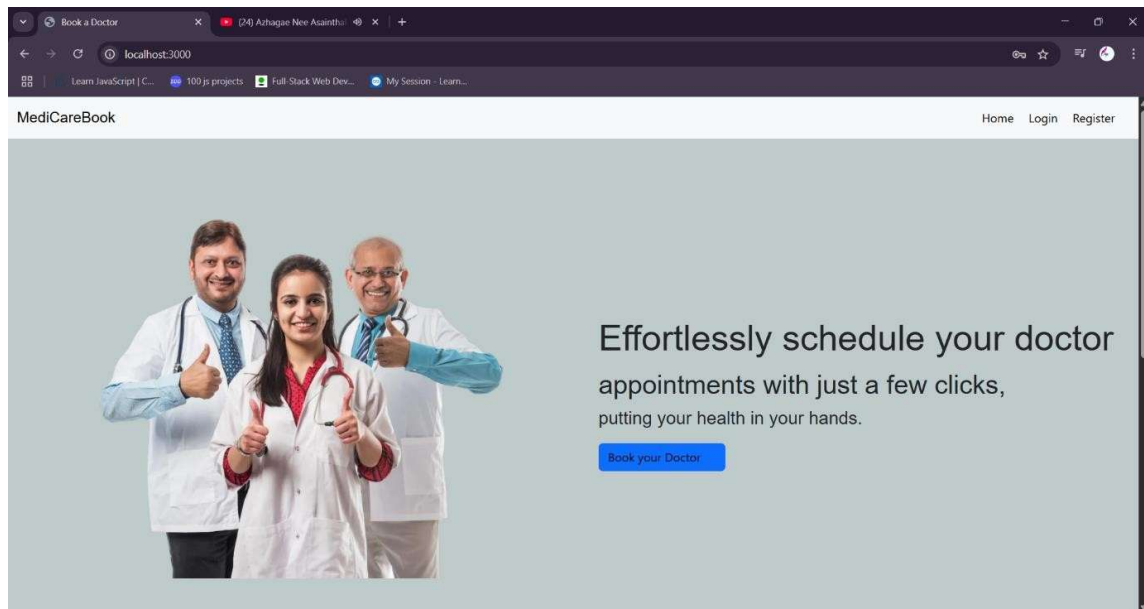 Book a Doctor
(24) Azhagae Nee Asaintha
localhost:3000
Learn JavaScript | C...
100 js projects
Full-Stack Web Dev...
My Session - Learn...
MediCareBook
Home Login Register
Effortlessly schedule your doctor
appointments with just a few clicks,
putting your health in your hands.
Book your Doctor